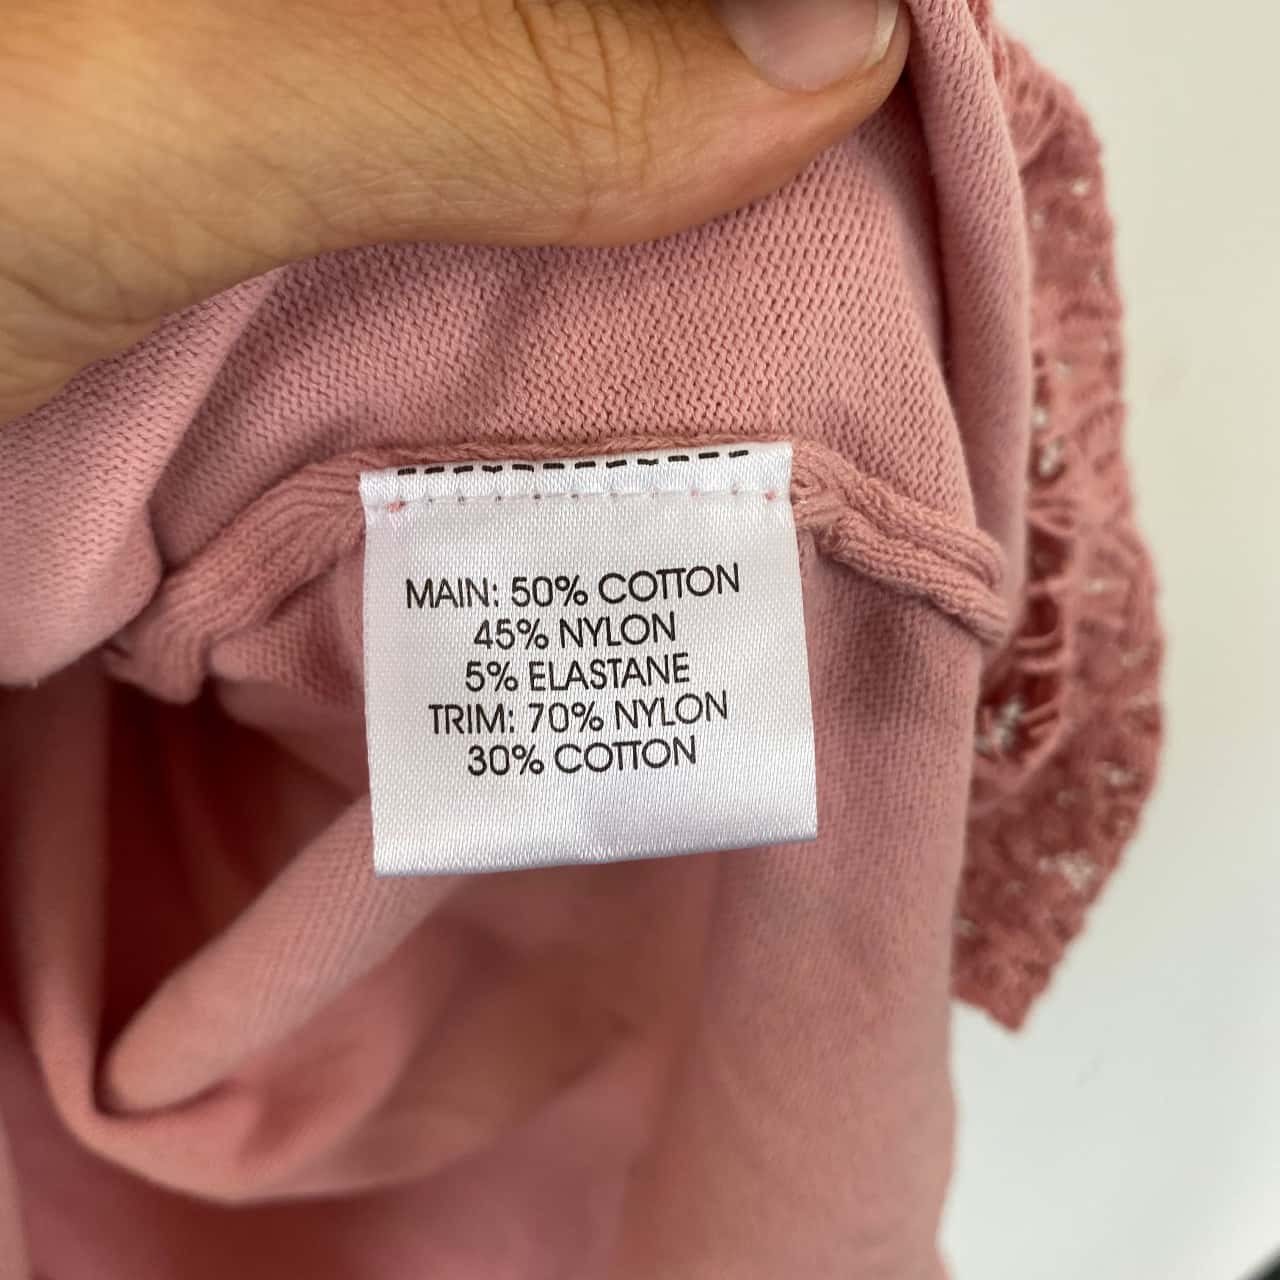 MAIN: 50% COTTON
45% NYLON
5% ELASTANE
TRIM: 70% NYLON
30% COTTON